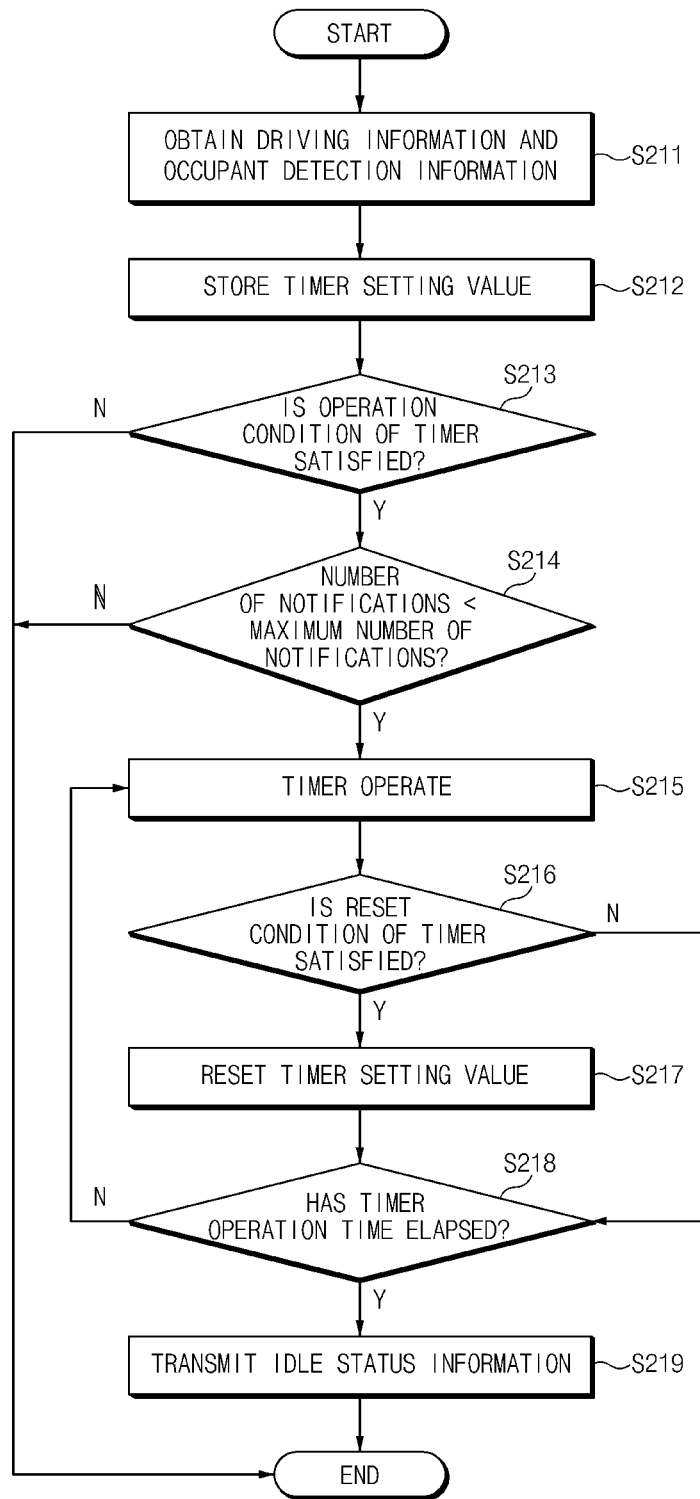 START
OBTAIN DRIVING INFORMATION AND
OCCUPANT DETECTION INFORMATION
S211
STORE TIMER SETTING VALUE
S212
S213
IS OPERATION
CONDITION OF TIMER
SATISFIED?
N
Y
S214
NUMBER
OF NOTIFICATIONS <
MAXIMUM NUMBER OF
NOTIFICATIONS?
N
Y
TIMER OPERATE
S215
S216
IS RESET
CONDITION OF TIMER
SATISFIED?
N
Y
RESET TIMER SETTING VALUE
S217
S218
HAS TIMER
OPERATION TIME ELAPSED?
N
Y
TRANSMIT IDLE STATUS INFORMATION
S219
END